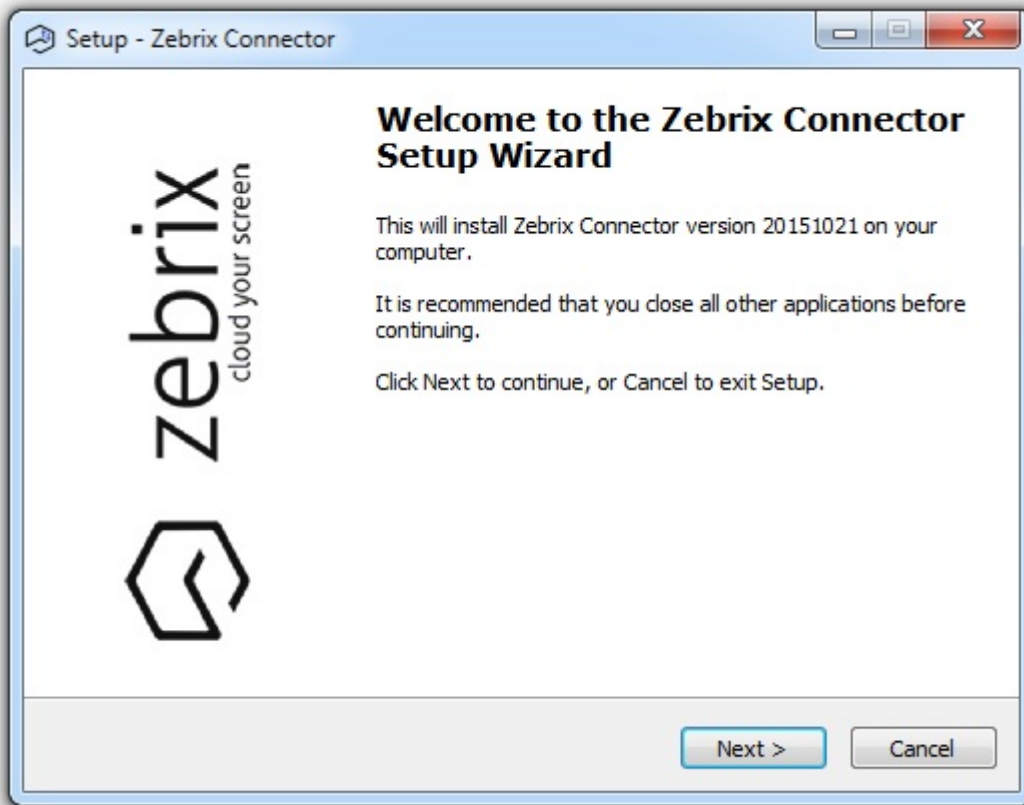 Setup - Zebrix Connector
X
zebrix
cloud your screen
Welcome to the Zebrix Connector
Setup Wizard
This will install Zebrix Connector version 20151021 on your
computer.
It is recommended that you close all other applications before
continuing.
Click Next to continue, or Cancel to exit Setup.
Next >
Cancel